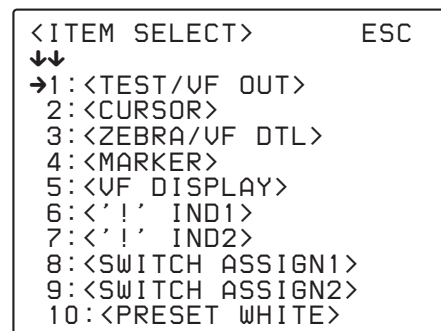 <ITEM SELECT> ESC
↓↓
→1:<TEST/VF OUT>
2:<CURSOR>
3:<ZEBRA/VF DTL>
4:<MARKER>
5:<VF DISPLAY>
6:<'!' IND1>
7:<'!' IND2>
8:<SWITCH ASSIGN1>
9:<SWITCH ASSIGN2>
10:<PRESET WHITE>